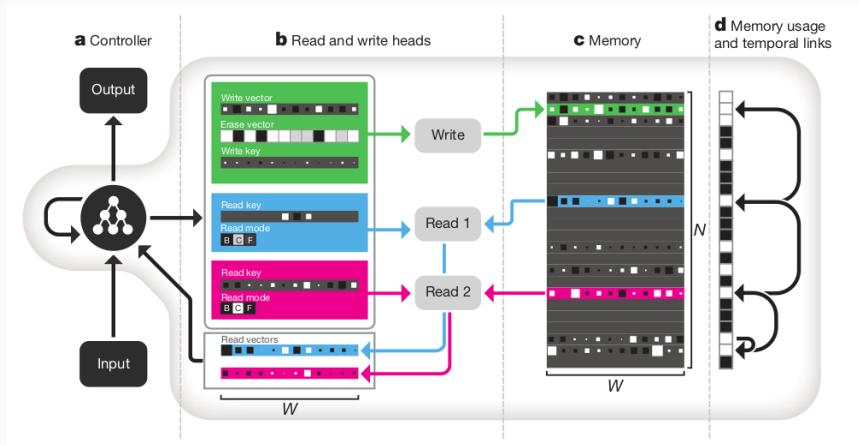 a Controller
b Read and write heads
c Memory
d Memory usage
and temporal links
Output
Input
Write vector
Erase vector
Write key
Read key
Read mode
B C F
Read key
Read mode
B C F
Read vectors
W
Write
Read 1
Read 2
N
W